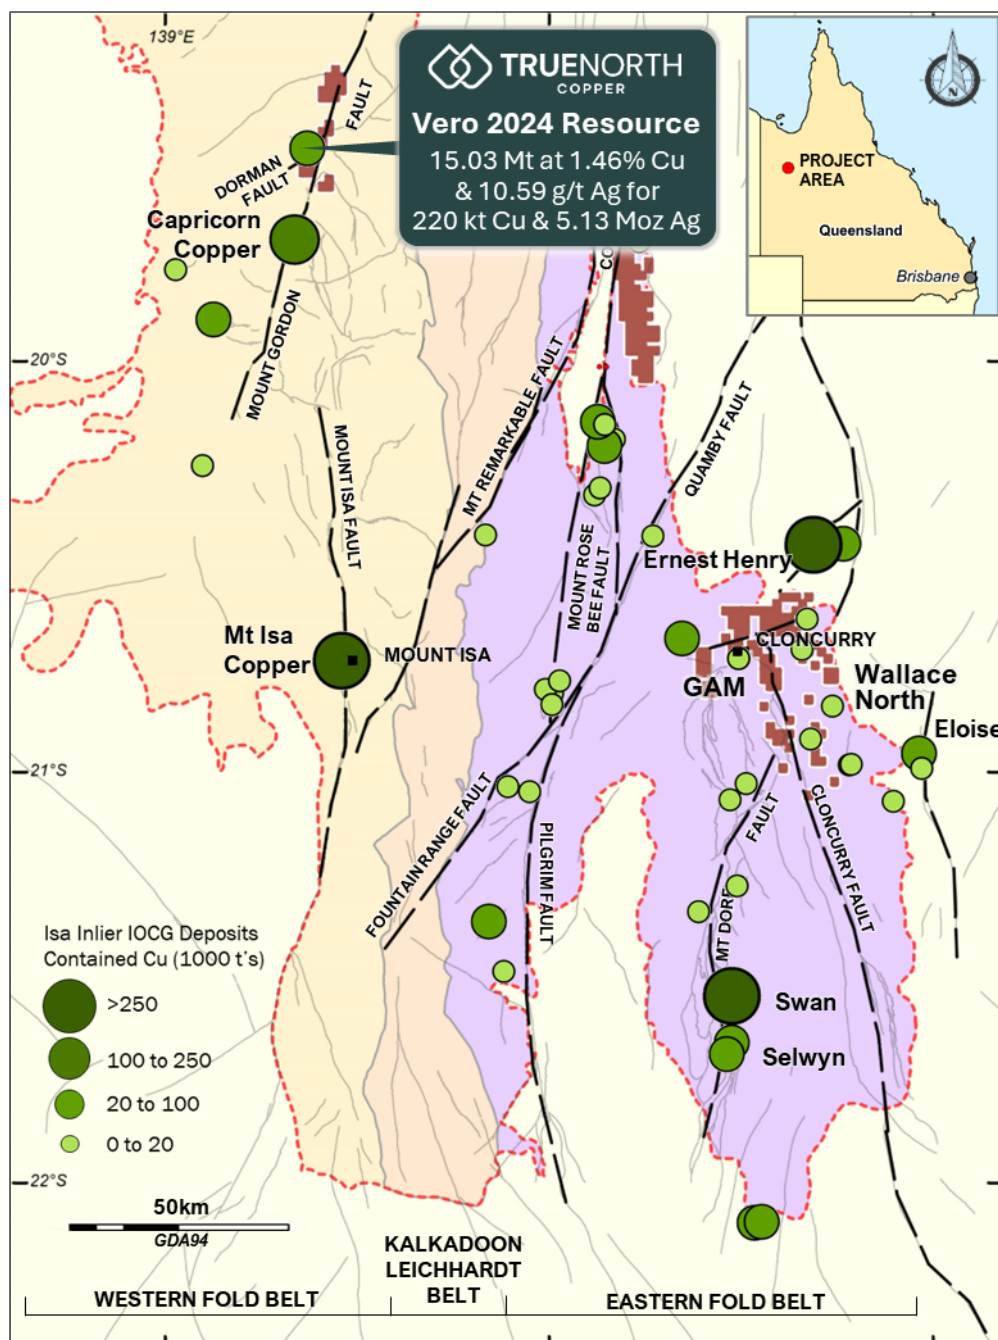 139°E
TRUENORTH
COPPER
Vero 2024 Resource
15.03 Mt at 1.46% Cu
& 10.59 g/t Ag for
220 kt Cu & 5.13 Moz Ag
N
PROJECT
AREA
Queensland
Brisbane
FAULT
DORMAN
FAULT
Capricorn
Copper
MOUNT GORDON
CO
20°S
MT REMARKABLE FAULT
QUAMBY FAULT
MOUNT ISA FAULT
MOUNT ROSE
BEE FAULT
Ernest Henry
Mt Isa
Copper
MOUNT ISA
CLONCURRY
GAM
Wallace
North
Eloise
21°S
FOUNTAIN RANGE FAULT
PILGRIM FAULT
FAULT
MT DORE
CLONCURRY FAULT
Isa Inlier IOCG Deposits
Contained Cu (1000 t's)
>250
100 to 250
20 to 100
0 to 20
Swan
Selwyn
22°S
50km
GDA94
WESTERN FOLD BELT
KALKADOON
LEICHHARDT
BELT
EASTERN FOLD BELT